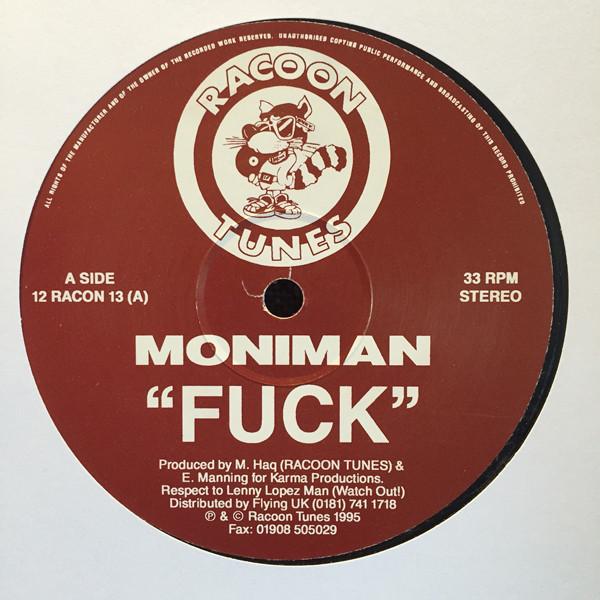 ALL RIGHTS OF THE MANUFACTURER AND OF THE OWNER OF THE RECORDED WORK RESERVED. UNAUTHORISED COPYING PUBLIC PERFORMANCE AND BROADCASTING OF THIS RECORD PROHIBITED.
RACOON
TUNES
A SIDE
12 RACON 13 (A)
33 RPM
STEREO
MONIMAN
“FUCK”
Produced by M. Haq (RACOON TUNES) &
E. Manning for Karma Productions.
Respect to Lenny Lopez Man (Watch Out!)
Distributed by Flying UK (0181) 741 1718
℗ & © Racoon Tunes 1995
Fax: 01908 505029